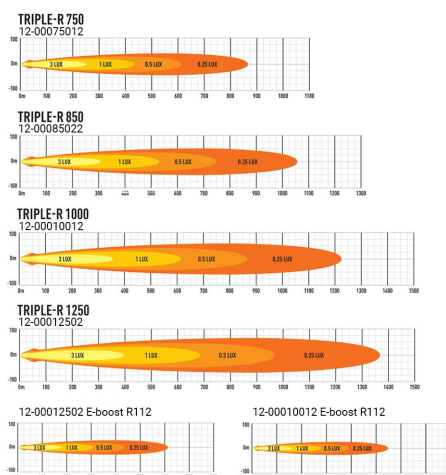 TRIPLE-R 750
12-00075012
100
0m
-100
3 LUX 1 LUX 0.5 LUX 0.25 LUX
0m 100 200 300 400 500 600 700 800 900 1000 1100
TRIPLE-R 850
12-00085022
100
0m
-100
3 LUX 1 LUX 0.5 LUX 0.25 LUX
0m 100 200 300 400 500 600 700 800 900 1000 1100 1200 1300
TRIPLE-R 1000
12-00010012
100
0m
-100
3 LUX 1 LUX 0.5 LUX 0.25 LUX
0m 100 200 300 400 500 600 700 800 900 1000 1100 1200 1300 1400 1500
TRIPLE-R 1250
12-00012502
100
0m
-100
3 LUX 1 LUX 0.5 LUX 0.25 LUX
0m 100 200 300 400 500 600 700 800 900 1000 1100 1200 1300 1400 1500
12-00012502 E-boost R112 12-00010012 E-boost R112
100 100
0m 3 LUX 1 LUX 0.5 LUX 0.25 LUX 0m 3 LUX 1 LUX 0.5 LUX 0.25 LUX
-100 -100